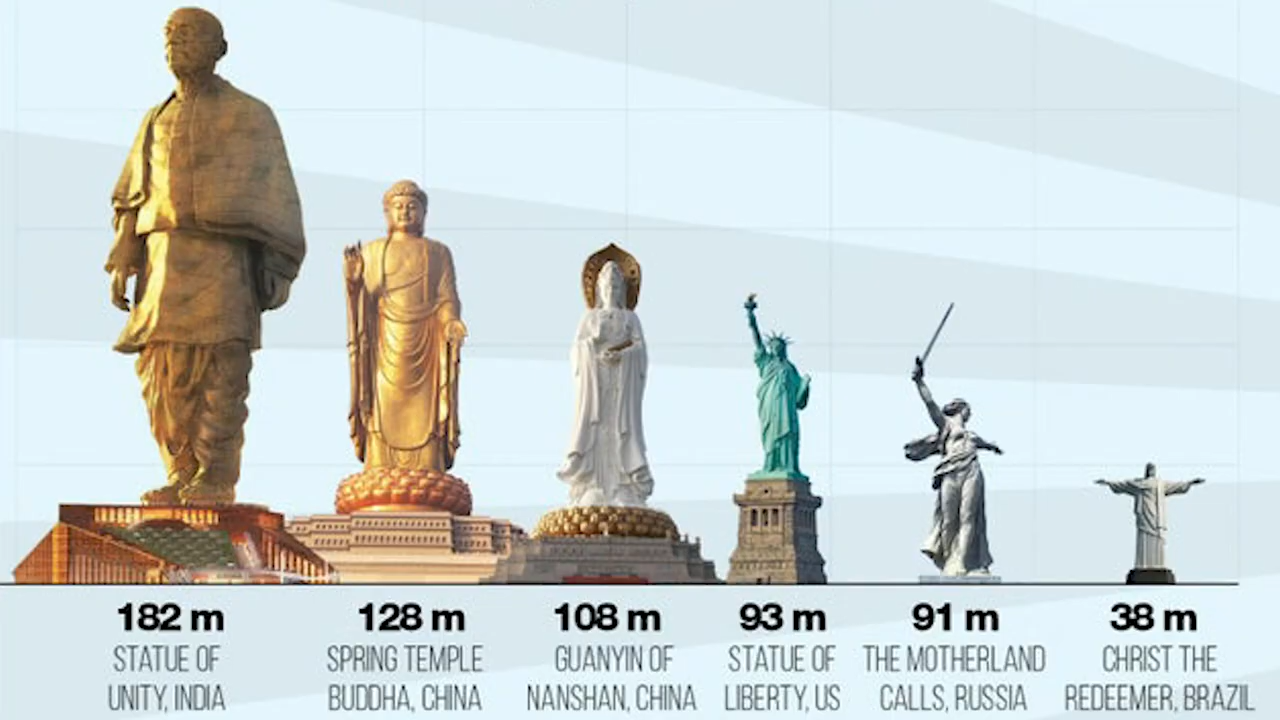 182 m
STATUE OF
UNITY, INDIA
128 m
SPRING TEMPLE
BUDDHA, CHINA
108 m
GUANYIN OF
NANSHAN, CHINA
93 m
STATUE OF
LIBERTY, US
91 m
THE MOTHERLAND
CALLS, RUSSIA
38 m
CHRIST THE
REDEEMER, BRAZIL